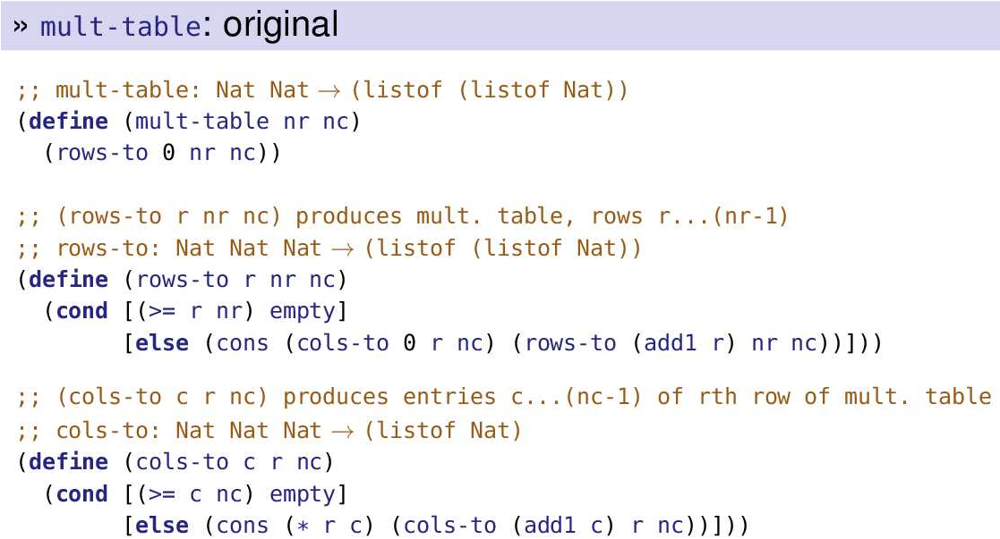 » mult-table: original
;; mult-table: Nat Nat → (listof (listof Nat))
(define (mult-table nr nc)
  (rows-to 0 nr nc))
;; (rows-to r nr nc) produces mult. table, rows r...(nr-1)
;; rows-to: Nat Nat Nat → (listof (listof Nat))
(define (rows-to r nr nc)
  (cond [(>= r nr) empty]
        [else (cons (cols-to 0 r nc) (rows-to (add1 r) nr nc))]))
;; (cols-to c r nc) produces entries c...(nc-1) of rth row of mult. table
;; cols-to: Nat Nat Nat → (listof Nat)
(define (cols-to c r nc)
  (cond [(>= c nc) empty]
        [else (cons (* r c) (cols-to (add1 c) r nc))]))